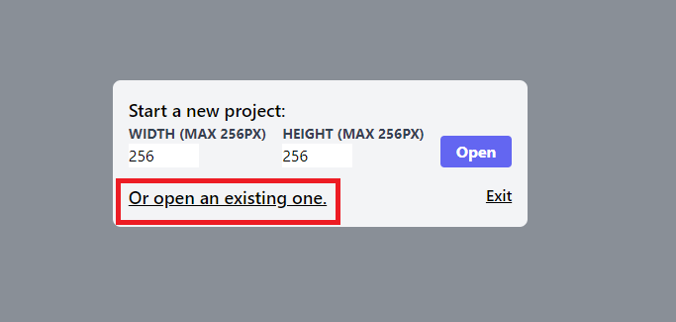 Start a new project:
WIDTH (MAX 256PX) HEIGHT (MAX 256PX)
256 256 Open
Or open an existing one. Exit